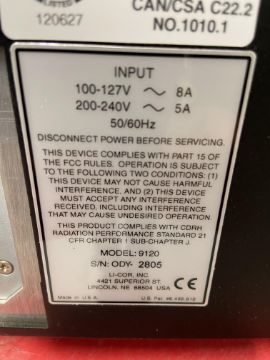 LISTED
120627
CAN/CSA C22.2
NO.1010.1
INPUT
100-127V ~ 8A
200-240V ~ 5A
50/60Hz
DISCONNECT POWER BEFORE SERVICING.
THIS DEVICE COMPLIES WITH PART 15 OF
THE FCC RULES. OPERATION IS SUBJECT
TO THE FOLLOWING TWO CONDITIONS: (1)
THIS DEVICE MAY NOT CAUSE HARMFUL
INTERFERENCE, AND (2) THIS DEVICE
MUST ACCEPT ANY INTERFERENCE
RECEIVED, INCLUDING INTERFERENCE
THAT MAY CAUSE UNDESIRED OPERATION.
THIS PRODUCT COMPLIES WITH CDRH
RADIATION PERFORMANCE STANDARD 21
CFR CHAPTER 1 SUB-CHAPTER J.
MODEL: 9120
S/N: ODY- 2805
LI-COR, INC.
4421 SUPERIOR ST.
LINCOLN, NE 68504 USA
CE
Made in U.S.A.
U.S. Pat.